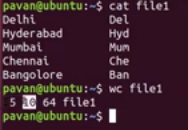 pavan@ubuntu:~$ cat file1
Delhi Del
Hyderabad Hyd
Mumbai Mum
Chennai Che
Bangolore Ban
pavan@ubuntu:~$ wc file1
5 10 64 file1
pavan@ubuntu:~$